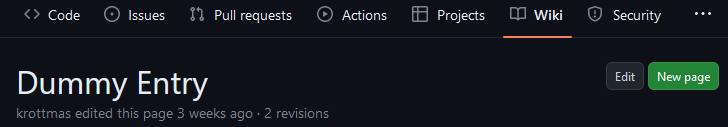 Code Issues Pull requests Actions Projects Wiki Security ...
Dummy Entry
Edit New page
krottmas edited this page 3 weeks ago · 2 revisions